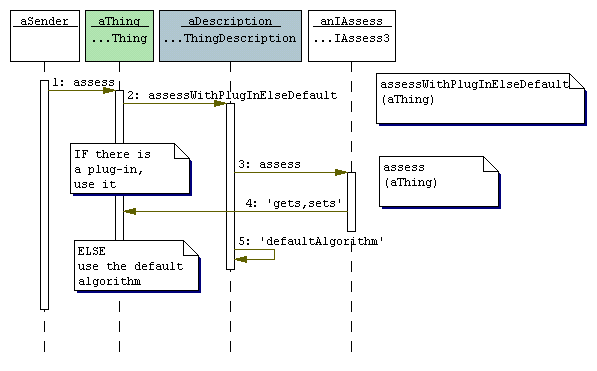 aSender
aThing
...Thing
aDescription
...ThingDescription
anIAssess
...IAssess3
1: assess
2: assessWithPlugInElseDefault
assessWithPlugInElseDefault
(aThing)
IF there is
a plug-in,
use it
3: assess
assess
(aThing)
4: 'gets,sets'
5: 'defaultAlgorithm'
ELSE
use the default
algorithm